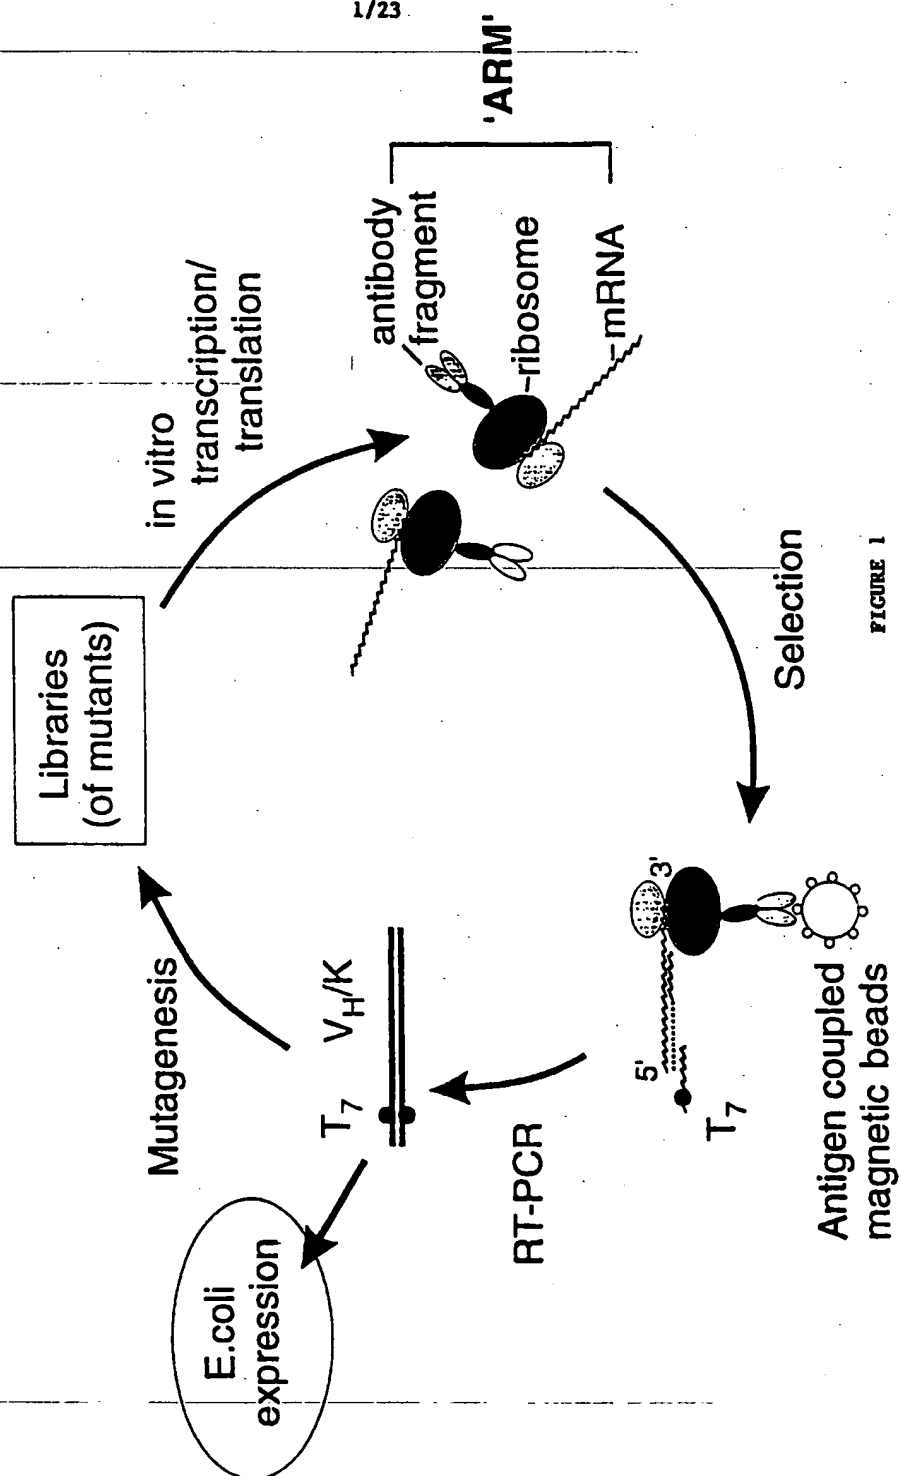 1/23
Libraries
(of mutants)
in vitro
transcription/
translation
antibody
fragment
ribosome
mRNA
'ARM'
Selection
3'
5'
T7
Antigen coupled
magnetic beads
RT-PCR
T7
VH/K
Mutagenesis
E.coli
expression
FIGURE 1